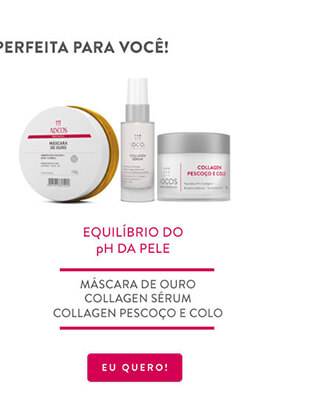 PERFEITA PARA VOCÊ!
ADCOS
MÁSCARA
DE OURO
ADCOS
COLLAGEN
SÉRUM
COLLAGEN
PESCOÇO E COLO
ADCOS
EQUILÍBRIO DO
pH DA PELE
MÁSCARA DE OURO
COLLAGEN SÉRUM
COLLAGEN PESCOÇO E COLO
EU QUERO!